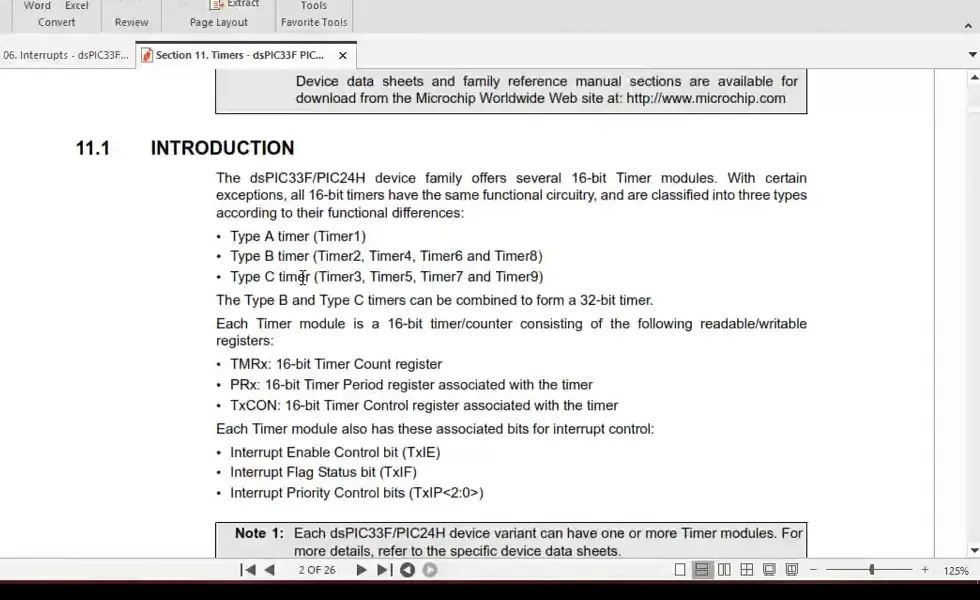 Word Excel Extract Tools
Convert Review Page Layout Favorite Tools
06. Interrupts - dsPIC33F... Section 11. Timers - dsPIC33F PIC... ×
Device data sheets and family reference manual sections are available for
download from the Microchip Worldwide Web site at: http://www.microchip.com
11.1 INTRODUCTION
The dsPIC33F/PIC24H device family offers several 16-bit Timer modules. With certain
exceptions, all 16-bit timers have the same functional circuitry, and are classified into three types
according to their functional differences:
• Type A timer (Timer1)
• Type B timer (Timer2, Timer4, Timer6 and Timer8)
• Type C timer (Timer3, Timer5, Timer7 and Timer9)
The Type B and Type C timers can be combined to form a 32-bit timer.
Each Timer module is a 16-bit timer/counter consisting of the following readable/writable
registers:
• TMRx: 16-bit Timer Count register
• PRx: 16-bit Timer Period register associated with the timer
• TxCON: 16-bit Timer Control register associated with the timer
Each Timer module also has these associated bits for interrupt control:
• Interrupt Enable Control bit (TxIE)
• Interrupt Flag Status bit (TxIF)
• Interrupt Priority Control bits (TxIP<2:0>)
Note 1: Each dsPIC33F/PIC24H device variant can have one or more Timer modules. For
more details, refer to the specific device data sheets.
2 OF 26 125%